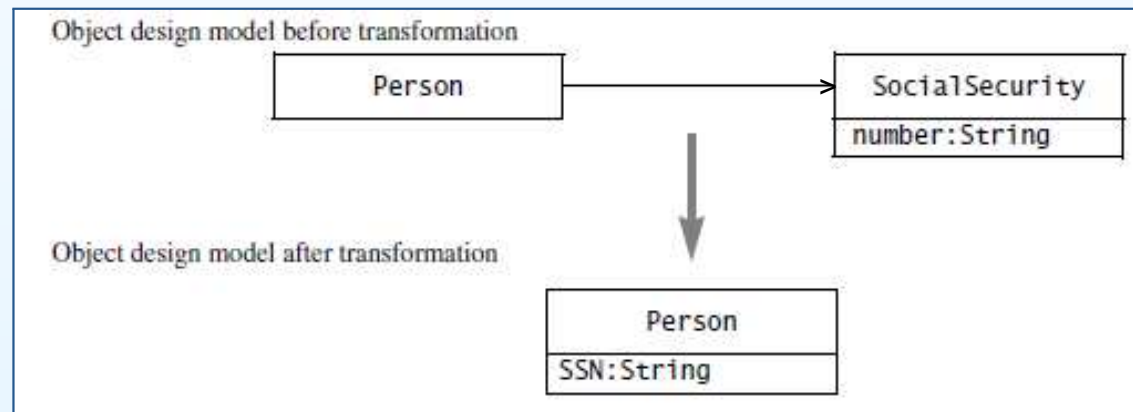 Object design model before transformation
Person
SocialSecurity
number:String
Object design model after transformation
Person
SSN:String